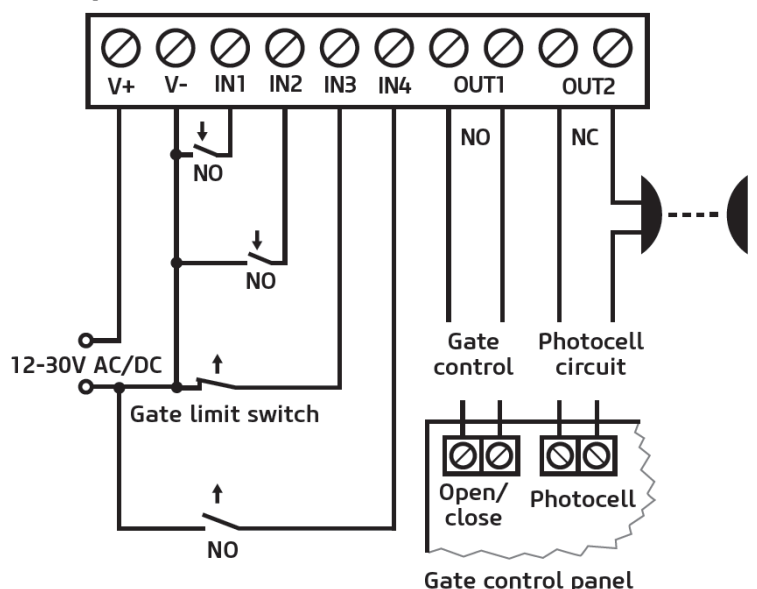 V+ V- IN1 IN2 IN3 IN4 OUT1 OUT2
NO NC
NO
NO
12-30V AC/DC
Gate limit switch
NO
Gate
control
Photocell
circuit
Open/
close
Photocell
Gate control panel